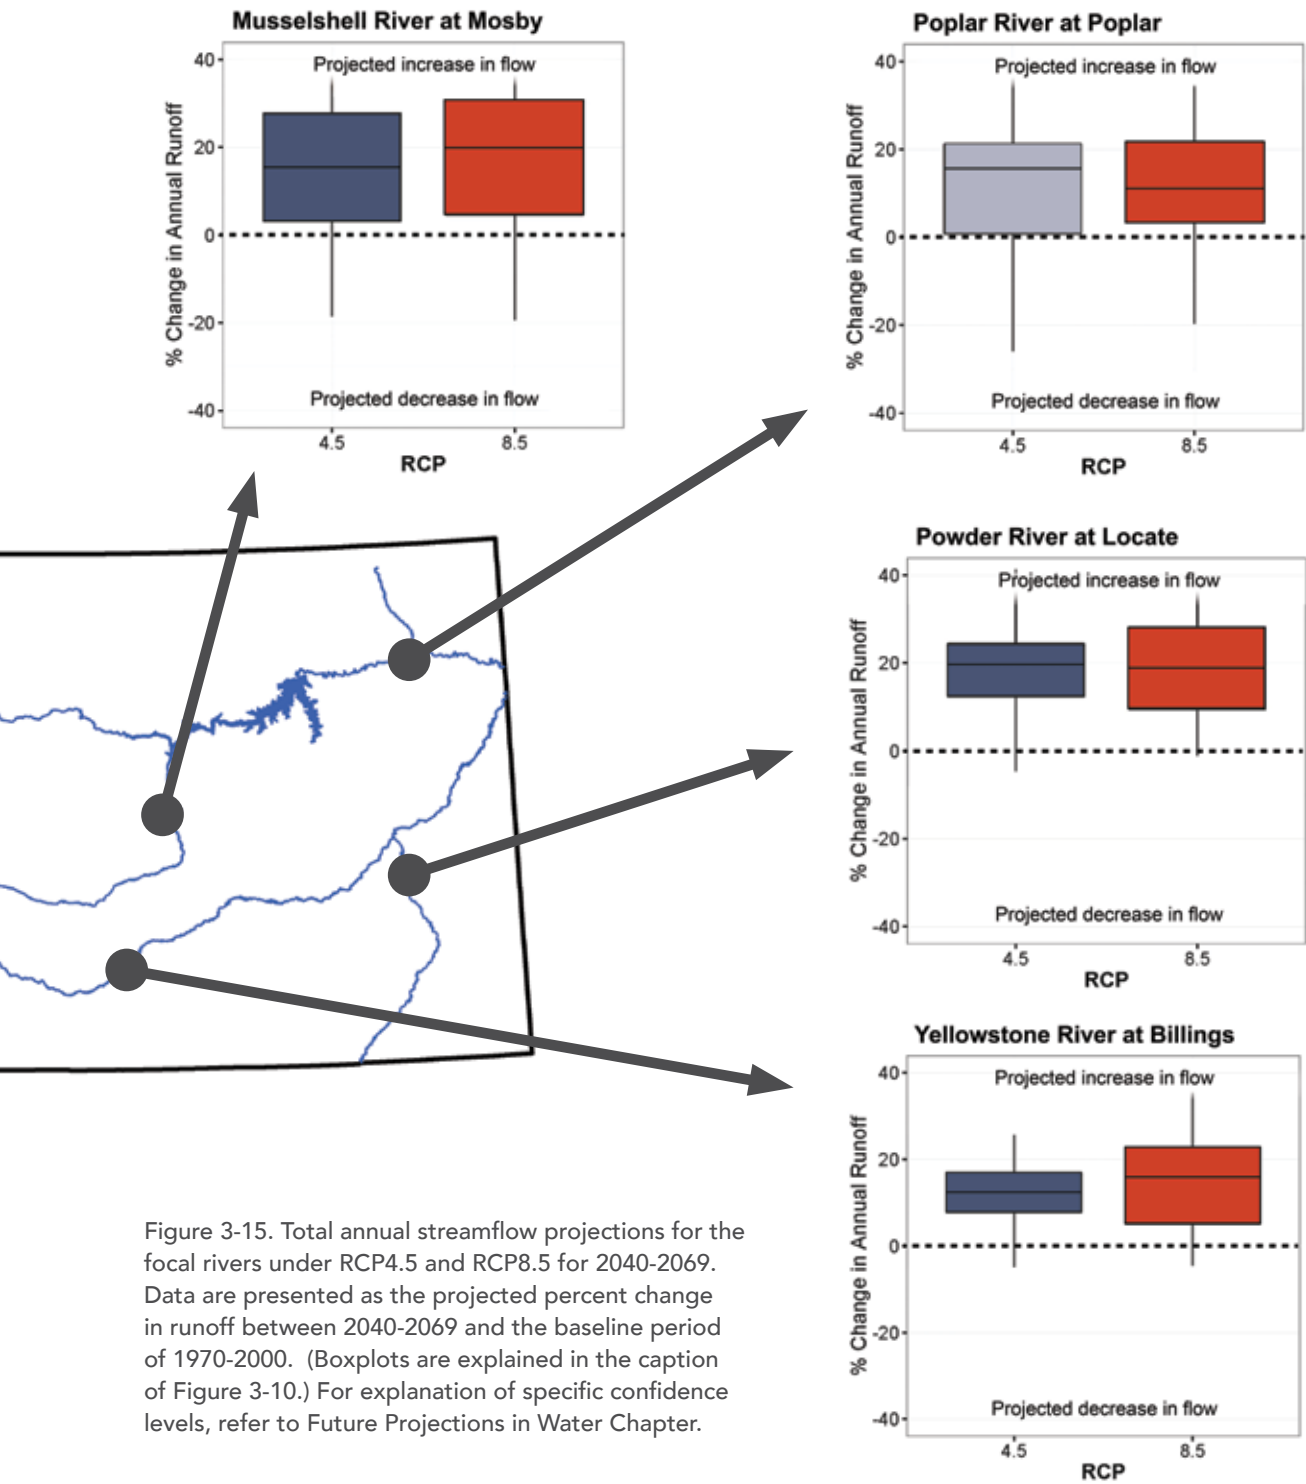 Musselshell River at Mosby
% Change in Annual Runoff
40
20
0
-20
-40
Projected increase in flow
Projected decrease in flow
4.5
8.5
RCP
Poplar River at Poplar
% Change in Annual Runoff
40
20
0
-20
-40
Projected increase in flow
Projected decrease in flow
4.5
8.5
RCP
Powder River at Locate
% Change in Annual Runoff
40
20
0
-20
-40
Projected increase in flow
Projected decrease in flow
4.5
8.5
RCP
Yellowstone River at Billings
% Change in Annual Runoff
40
20
0
-20
-40
Projected increase in flow
Projected decrease in flow
4.5
8.5
RCP
Figure 3-15. Total annual streamflow projections for the
focal rivers under RCP4.5 and RCP8.5 for 2040-2069.
Data are presented as the projected percent change
in runoff between 2040-2069 and the baseline period
of 1970-2000.  (Boxplots are explained in the caption
of Figure 3-10.) For explanation of specific confidence
levels, refer to Future Projections in Water Chapter.